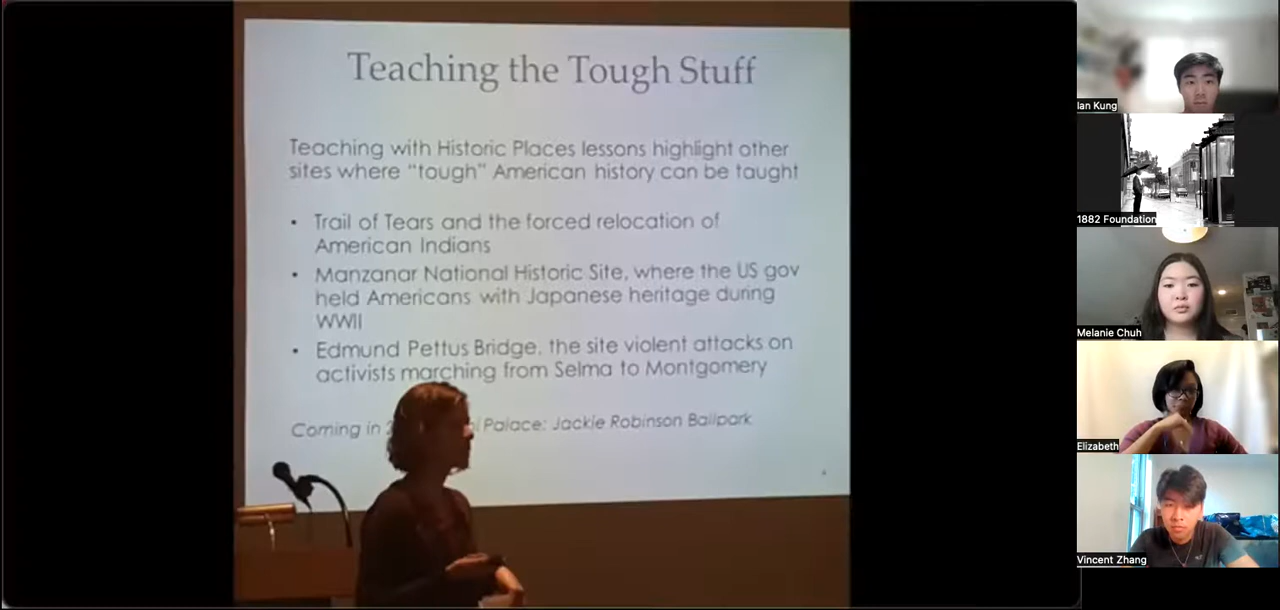 Teaching the Tough Stuff
Teaching with Historic Places lessons highlight other
sites where "tough" American history can be taught
• Trail of Tears and the forced relocation of
American Indians
• Manzanar National Historic Site, where the US gov
held Americans with Japanese heritage during
WWII
• Edmund Pettus Bridge, the site violent attacks on
activists marching from Selma to Montgomery
Coming in Palace: Jackie Robinson Ballpark
Ian Kung
1882 Foundation
Melanie Chuh
Elizabeth
Vincent Zhang